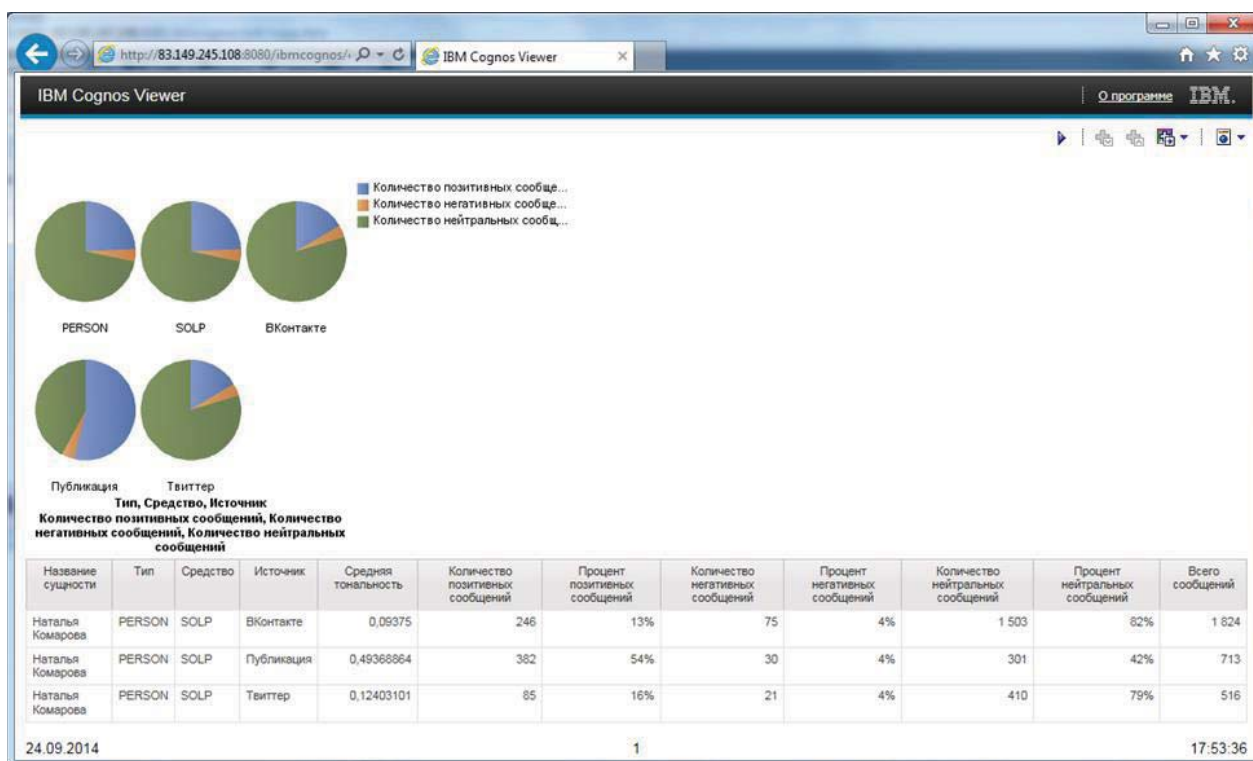 http://83.149.245.108:8080/ibmcognos/
IBM Cognos Viewer
IBM Cognos Viewer
О программе
IBM.
Количество позитивных сообще...
Количество негативных сообще...
Количество нейтральных сообщ...
PERSON SOLP ВКонтакте
Публикация Твиттер
Тип, Средство, Источник
Количество позитивных сообщений, Количество
негативных сообщений, Количество нейтральных
сообщений
Название сущности Тип Средство Источник Средняя тональность Количество позитивных сообщений Процент позитивных сообщений Количество негативных сообщений Процент негативных сообщений Количество нейтральных сообщений Процент нейтральных сообщений Всего сообщений
Наталья Комарова PERSON SOLP ВКонтакте 0,09375 246 13% 75 4% 1 503 82% 1 824
Наталья Комарова PERSON SOLP Публикация 0,49368864 382 54% 30 4% 301 42% 713
Наталья Комарова PERSON SOLP Твиттер 0,12403101 85 16% 21 4% 410 79% 516
24.09.2014 1 17:53:36